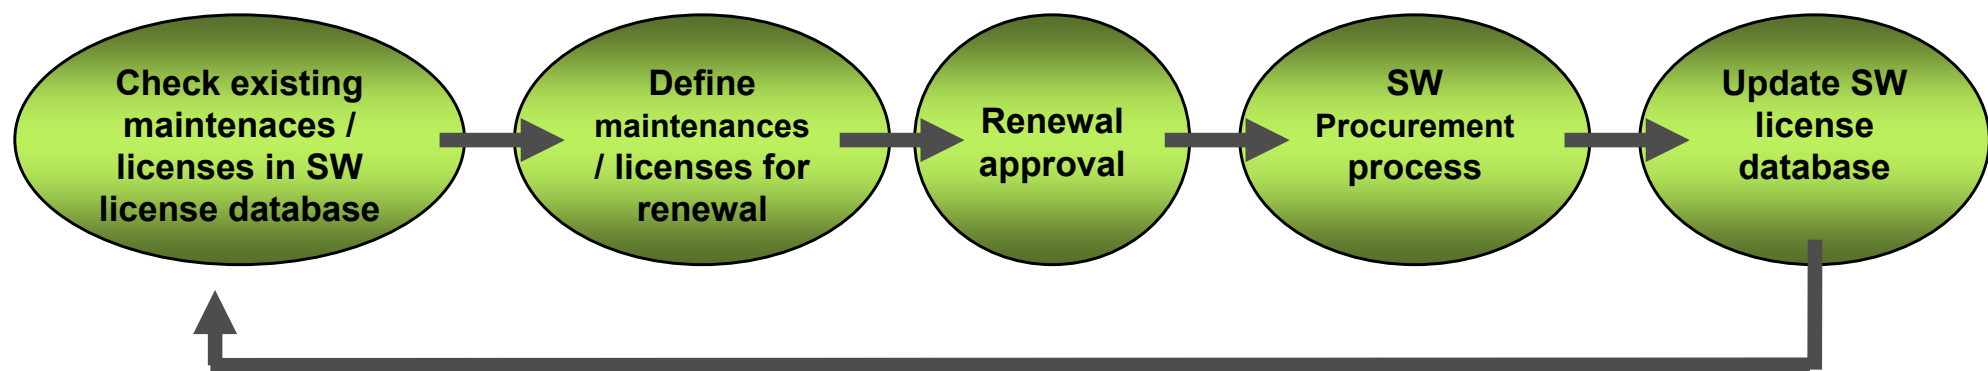 Check existing
maintenaces /
licenses in SW
license database
Define
maintenances
/ licenses for
renewal
Renewal
approval
SW
Procurement
process
Update SW
license
database